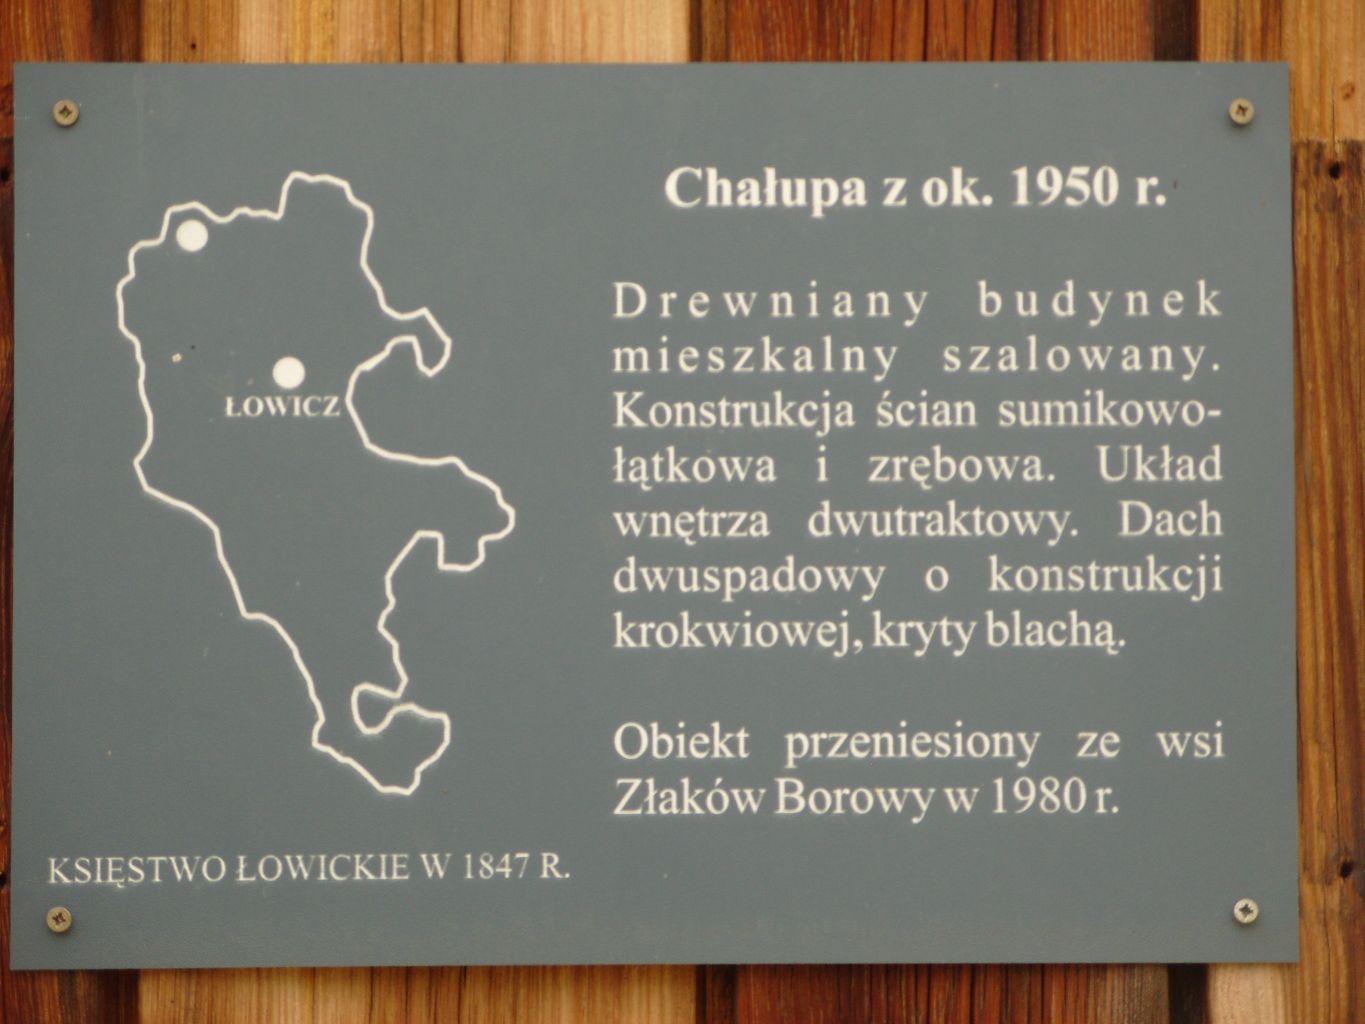 Chałupa z ok. 1950 r.
Drewniany budynek
mieszkalny szalowany.
Konstrukcja ścian sumikowo-
łątkowa i zrębowa. Układ
wnętrza dwutraktowy. Dach
dwuspadowy o konstrukcji
krokwiowej, kryty blachą.
Obiekt przeniesiony ze wsi
Złaków Borowy w 1980 r.
ŁOWICZ
KSIĘSTWO ŁOWICKIE W 1847 R.